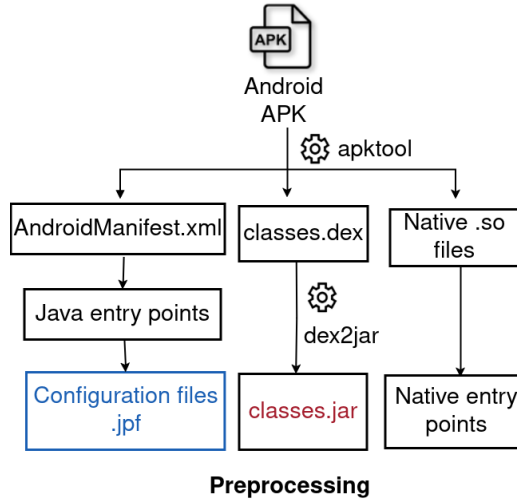 APK
Android
APK
apktool
AndroidManifest.xml
classes.dex
Native .so
files
Java entry points
dex2jar
Configuration files
.jpf
classes.jar
Native entry
points
Preprocessing